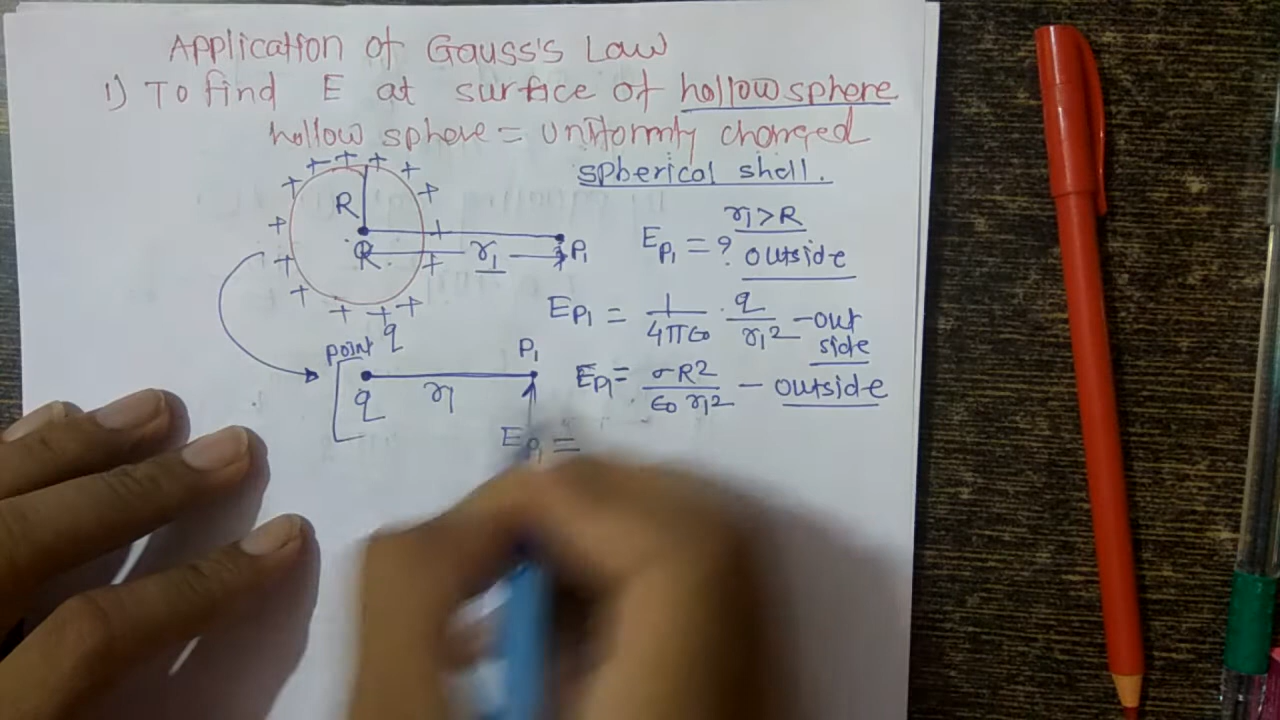 Application of Gauss's Law
1) To find E at surface of hollow sphere
hollow sphere = uniformly charged
spherical shell.
R
r1 > R
EP1 = ? outside
r1
P1
EP1 = 1/4πε0 · q/r1² - out side
q
point
P1
q
r1
EP1 = σR²/ε0 r1² - outside
EP1 =